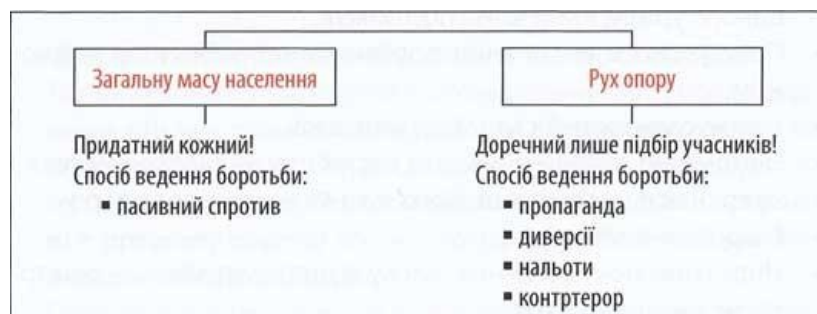 Загальну масу населення
Придатний кожний!
Спосіб ведення боротьби:
▪ пасивний спротив
Рух опору
Доречний лише підбір учасників!
Спосіб ведення боротьби:
▪ пропаганда
▪ диверсії
▪ нальоти
▪ контртерор